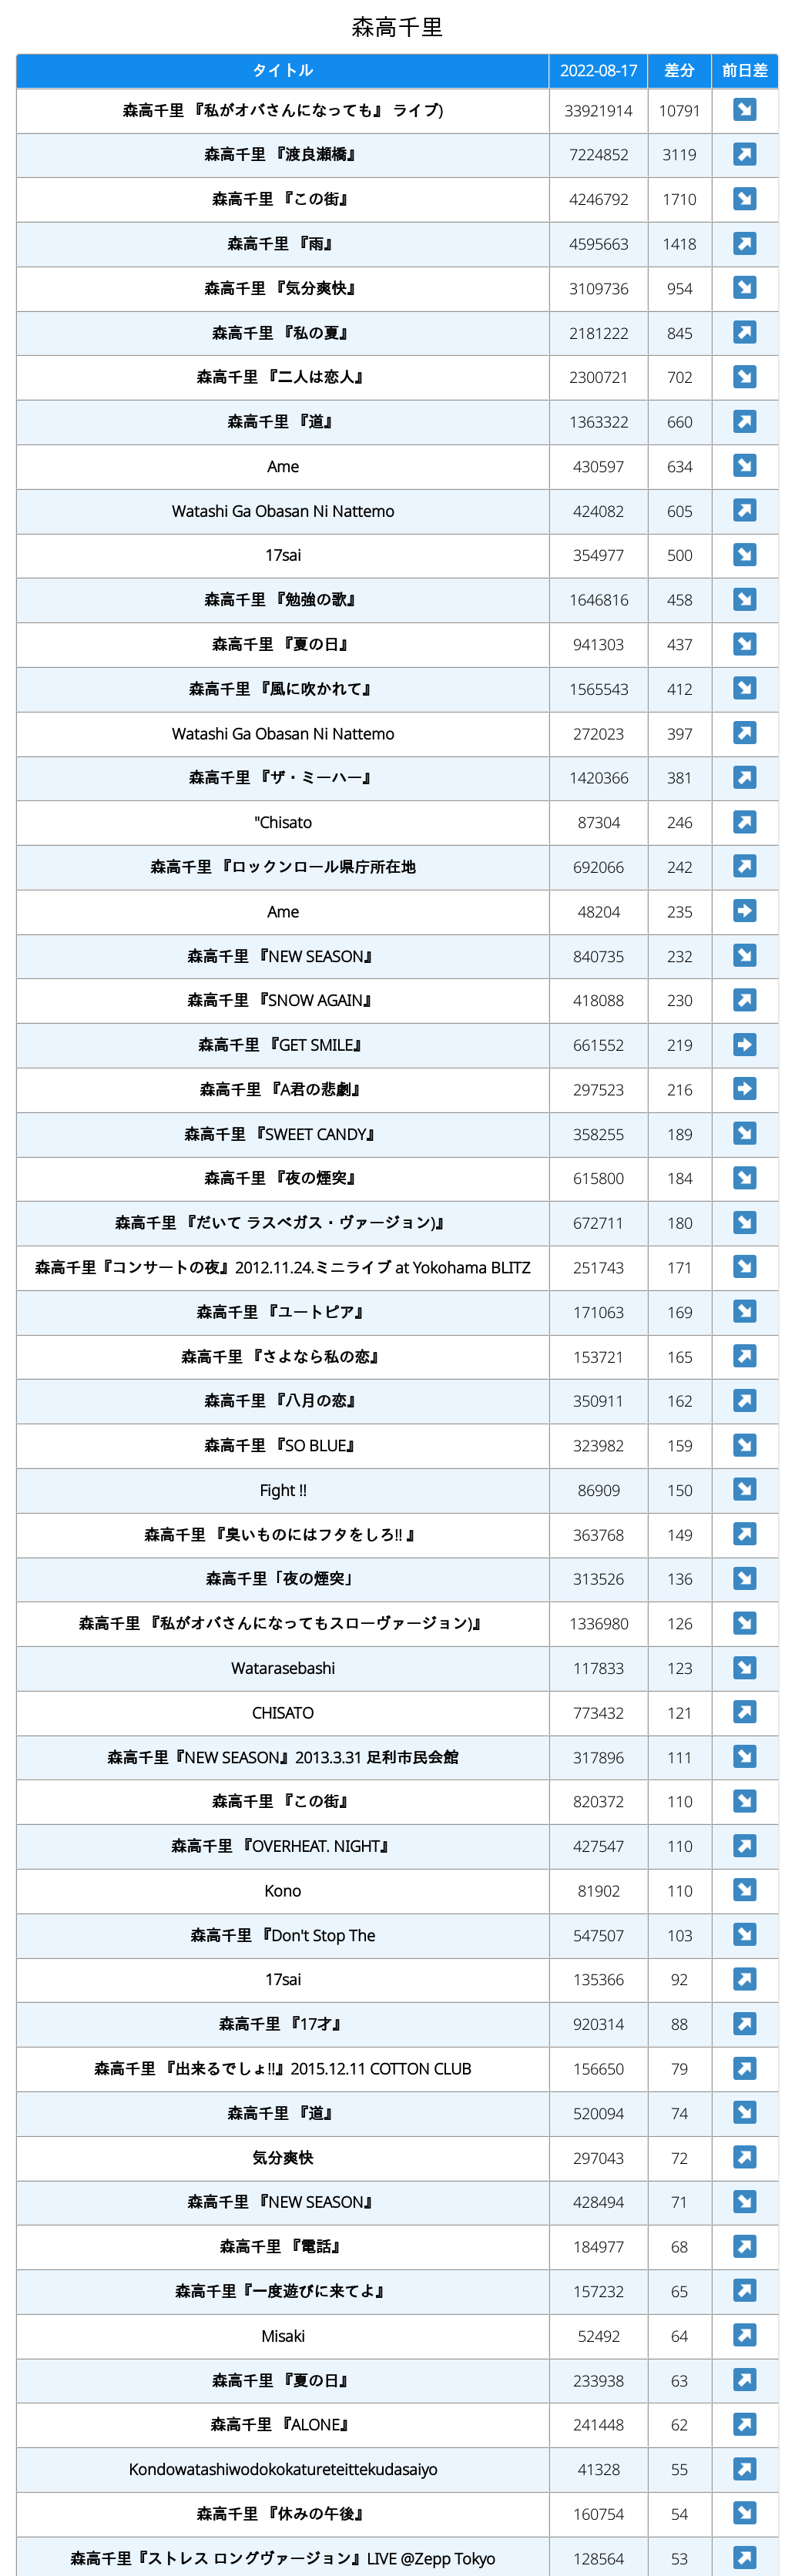 森高千里
タイトル 2022-08-17 差分 前日差
森高千里 『私がオバさんになっても』 ライブ) 33921914 10791
森高千里 『渡良瀬橋』 7224852 3119
森高千里 『この街』 4246792 1710
森高千里 『雨』 4595663 1418
森高千里 『気分爽快』 3109736 954
森高千里 『私の夏』 2181222 845
森高千里 『二人は恋人』 2300721 702
森高千里 『道』 1363322 660
Ame 430597 634
Watashi Ga Obasan Ni Nattemo 424082 605
17sai 354977 500
森高千里 『勉強の歌』 1646816 458
森高千里 『夏の日』 941303 437
森高千里 『風に吹かれて』 1565543 412
Watashi Ga Obasan Ni Nattemo 272023 397
森高千里 『ザ・ミーハー』 1420366 381
"Chisato 87304 246
森高千里 『ロックンロール県庁所在地 692066 242
Ame 48204 235
森高千里 『NEW SEASON』 840735 232
森高千里 『SNOW AGAIN』 418088 230
森高千里 『GET SMILE』 661552 219
森高千里 『A君の悲劇』 297523 216
森高千里 『SWEET CANDY』 358255 189
森高千里 『夜の煙突』 615800 184
森高千里 『だいて ラスベガス・ヴァージョン)』 672711 180
森高千里『コンサートの夜』2012.11.24.ミニライブ at Yokohama BLITZ 251743 171
森高千里 『ユートピア』 171063 169
森高千里 『さよなら私の恋』 153721 165
森高千里 『八月の恋』 350911 162
森高千里 『SO BLUE』 323982 159
Fight !! 86909 150
森高千里 『臭いものにはフタをしろ!! 』 363768 149
森高千里「夜の煙突」 313526 136
森高千里 『私がオバさんになってもスローヴァージョン)』 1336980 126
Watarasebashi 117833 123
CHISATO 773432 121
森高千里『NEW SEASON』2013.3.31 足利市民会館 317896 111
森高千里 『この街』 820372 110
森高千里 『OVERHEAT. NIGHT』 427547 110
Kono 81902 110
森高千里 『Don't Stop The 547507 103
17sai 135366 92
森高千里 『17才』 920314 88
森高千里 『出来るでしょ!!』2015.12.11 COTTON CLUB 156650 79
森高千里 『道』 520094 74
気分爽快 297043 72
森高千里 『NEW SEASON』 428494 71
森高千里 『電話』 184977 68
森高千里『一度遊びに来てよ』 157232 65
Misaki 52492 64
森高千里 『夏の日』 233938 63
森高千里 『ALONE』 241448 62
Kondowatashiwodokokatureteittekudasaiyo 41328 55
森高千里 『休みの午後』 160754 54
森高千里『ストレス ロングヴァージョン』LIVE @Zepp Tokyo 128564 53